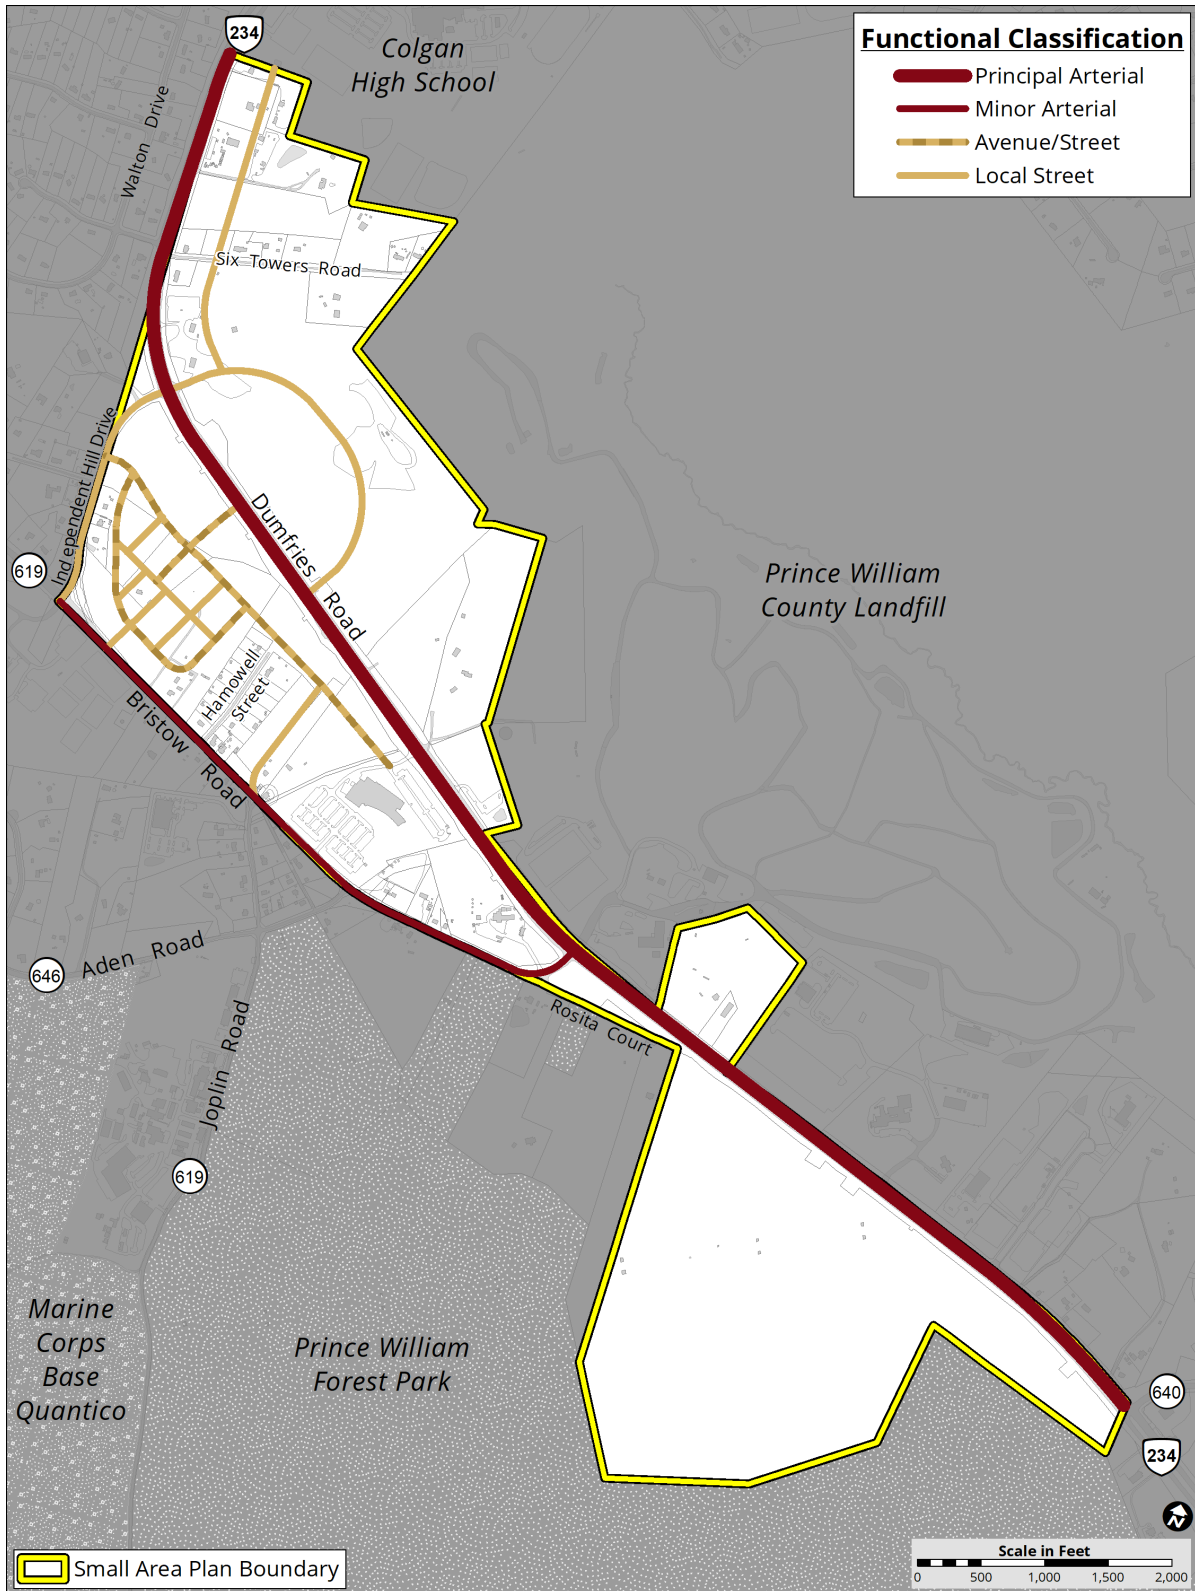 234
Colgan
High School
Functional Classification
Principal Arterial
Minor Arterial
Avenue/Street
Local Street
Walton Drive
Six Towers Road
Independent Hill Drive
Dumfries Road
619
Prince William
County Landfill
Hamowell
Street
Bristow Road
646
Aden Road
Rosita Court
Joplin Road
619
Marine
Corps
Base
Quantico
Prince William
Forest Park
640
234
N
Small Area Plan Boundary
Scale in Feet
0 500 1,000 1,500 2,000